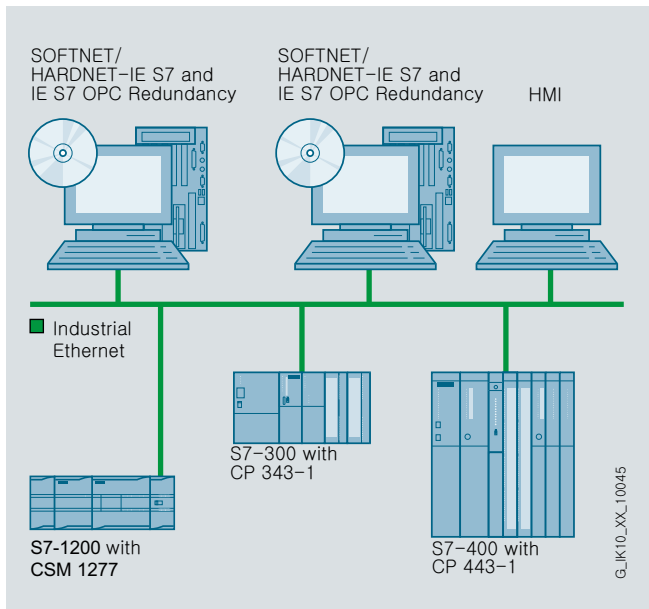 SOFTNET/
HARDNET-IE S7 and
IE S7 OPC Redundancy
SOFTNET/
HARDNET-IE S7 and
IE S7 OPC Redundancy
HMI
Industrial
Ethernet
S7-300 with
CP 343-1
S7-1200 with
CSM 1277
S7-400 with
CP 443-1
G_IK10_XX_10045